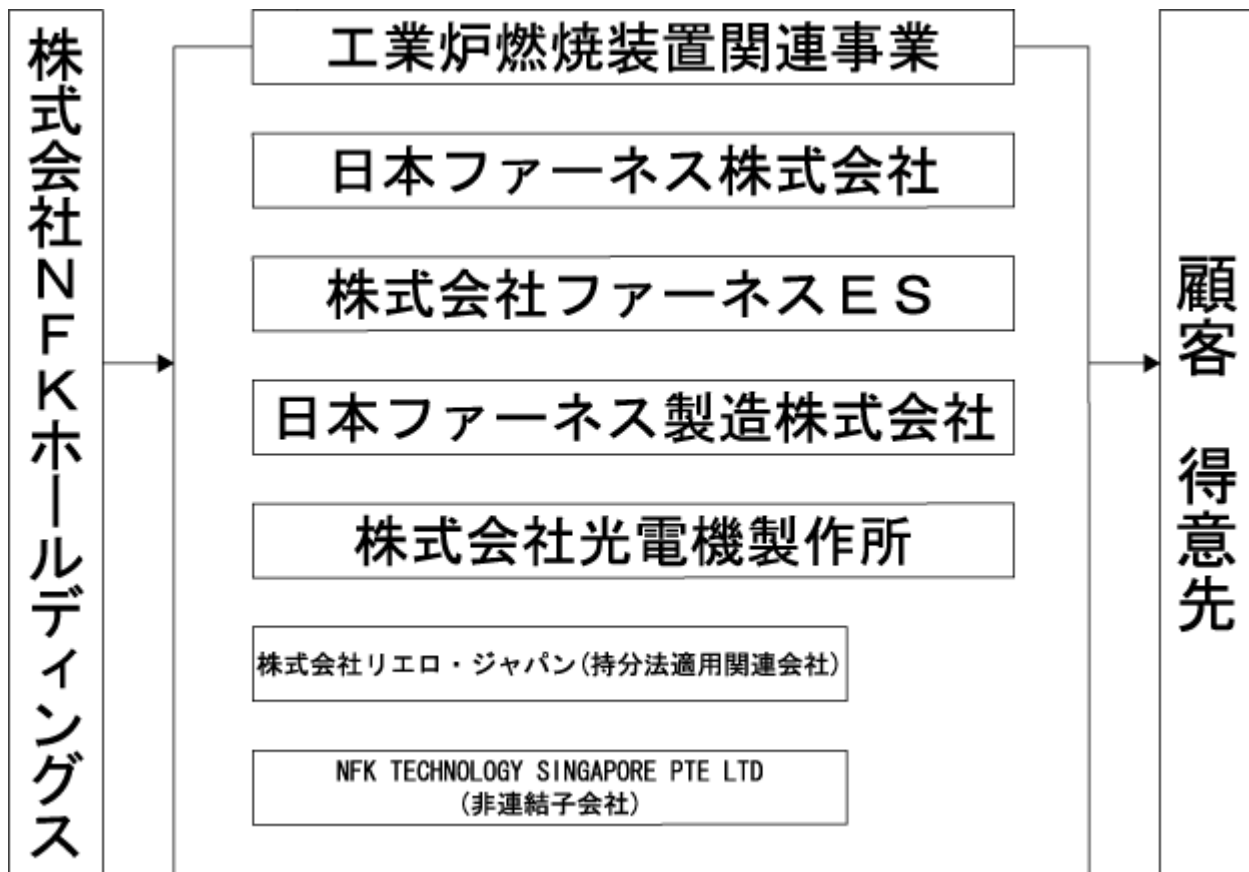 株式会社ＮＦＫホールディングス
工業炉燃焼装置関連事業
日本ファーネス株式会社
株式会社ファーネスＥＳ
日本ファーネス製造株式会社
株式会社光電機製作所
株式会社リエロ・ジャパン(持分法適用関連会社)
NFK TECHNOLOGY SINGAPORE PTE LTD
(非連結子会社)
顧客　得意先